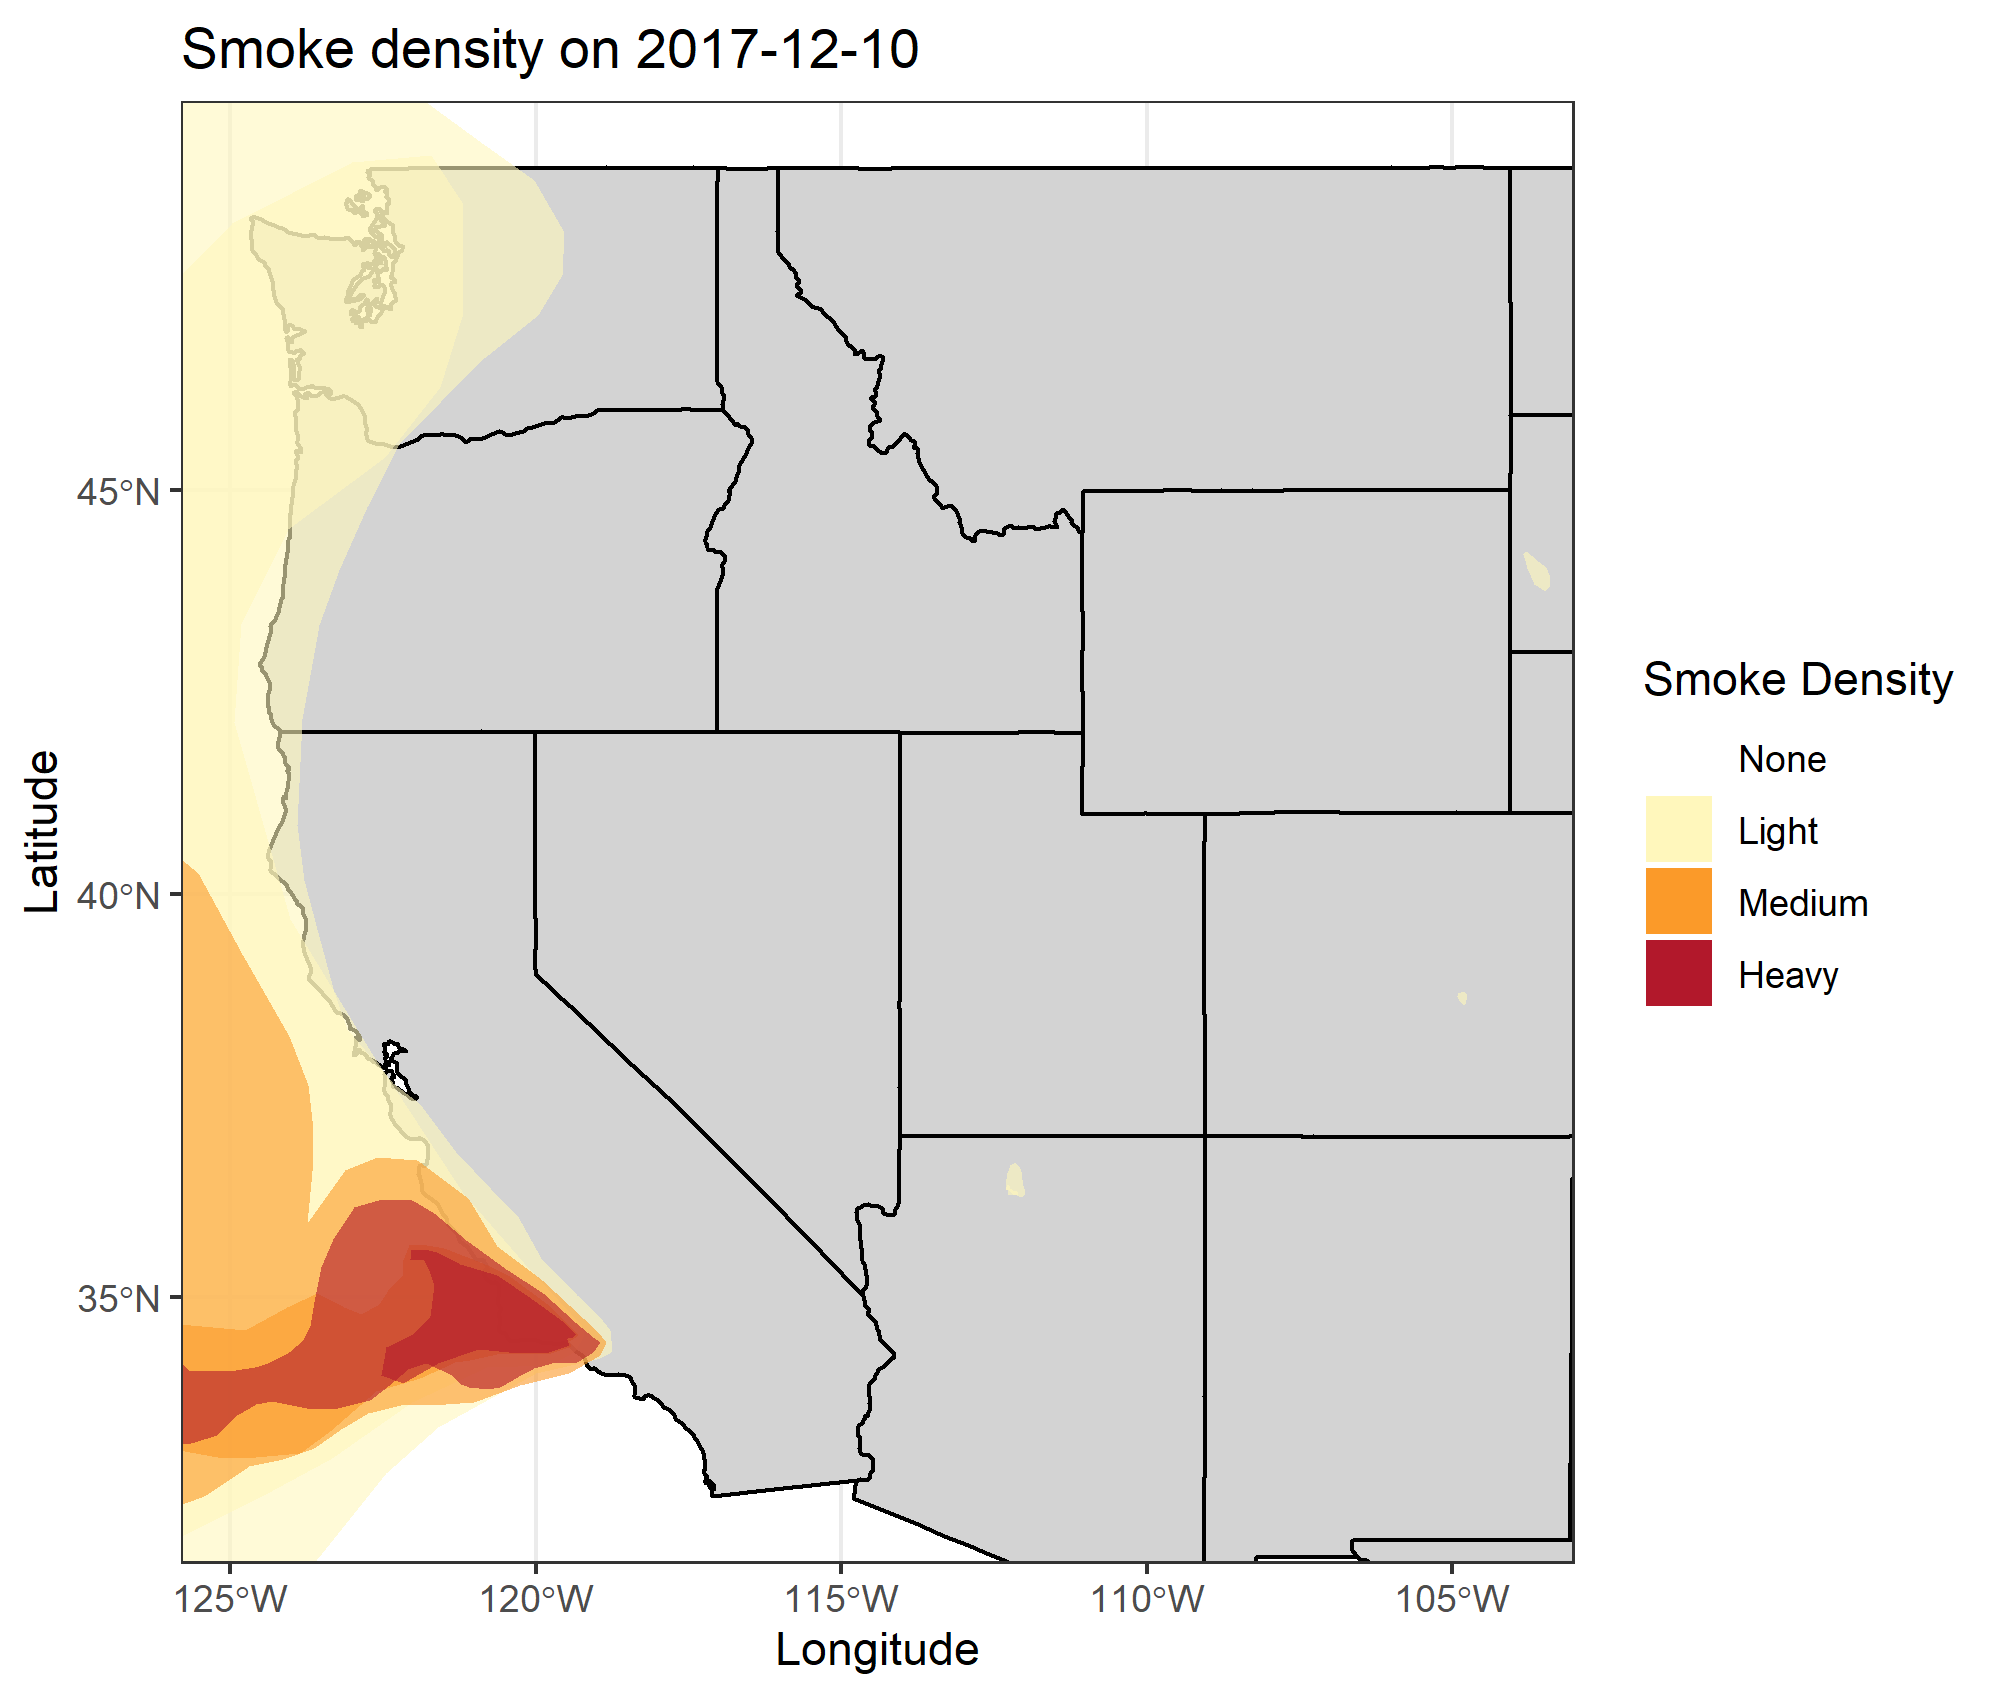 Smoke density on 2017-12-10
45°N
40°N
35°N
125°W
120°W
115°W
110°W
105°W
Longitude
Latitude
Smoke Density
None
Light
Medium
Heavy